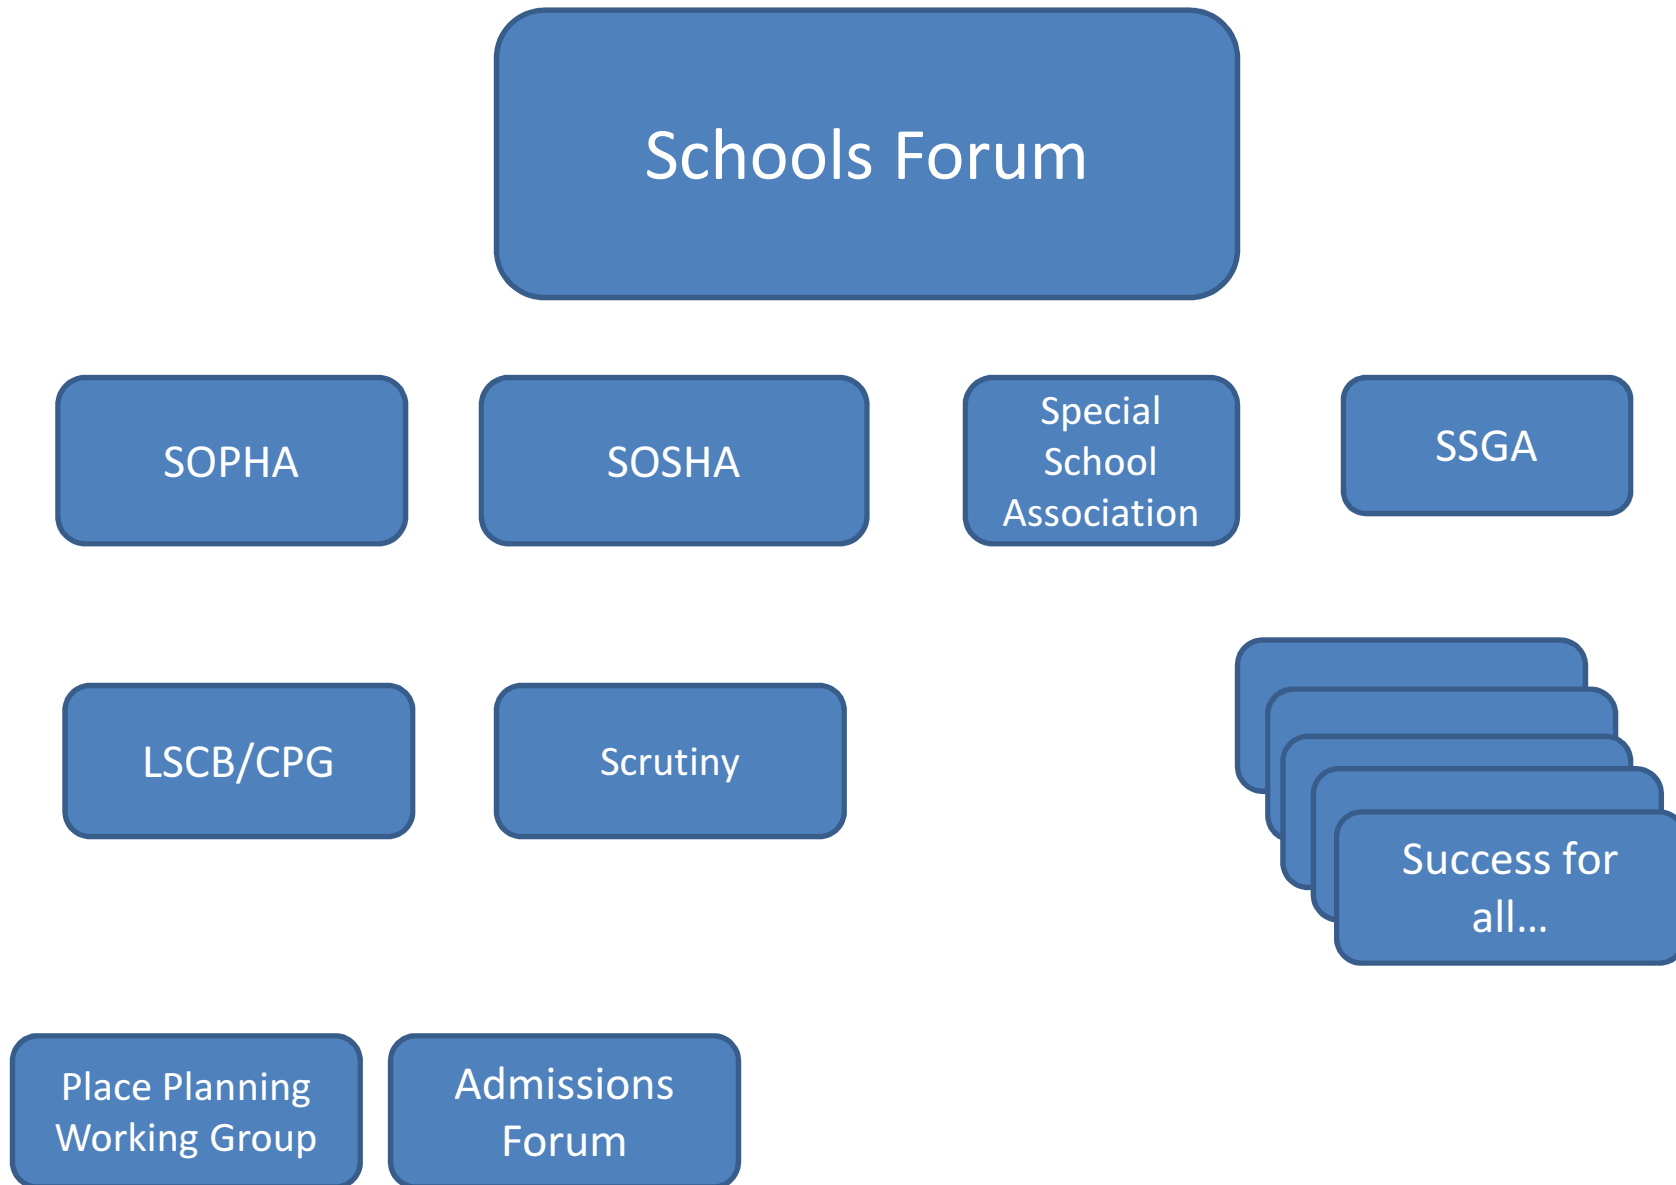 Schools Forum
SOPHA
SOSHA
Special
School
Association
SSGA
LSCB/CPG
Scrutiny
Success for
all...
Place Planning
Working Group
Admissions
Forum